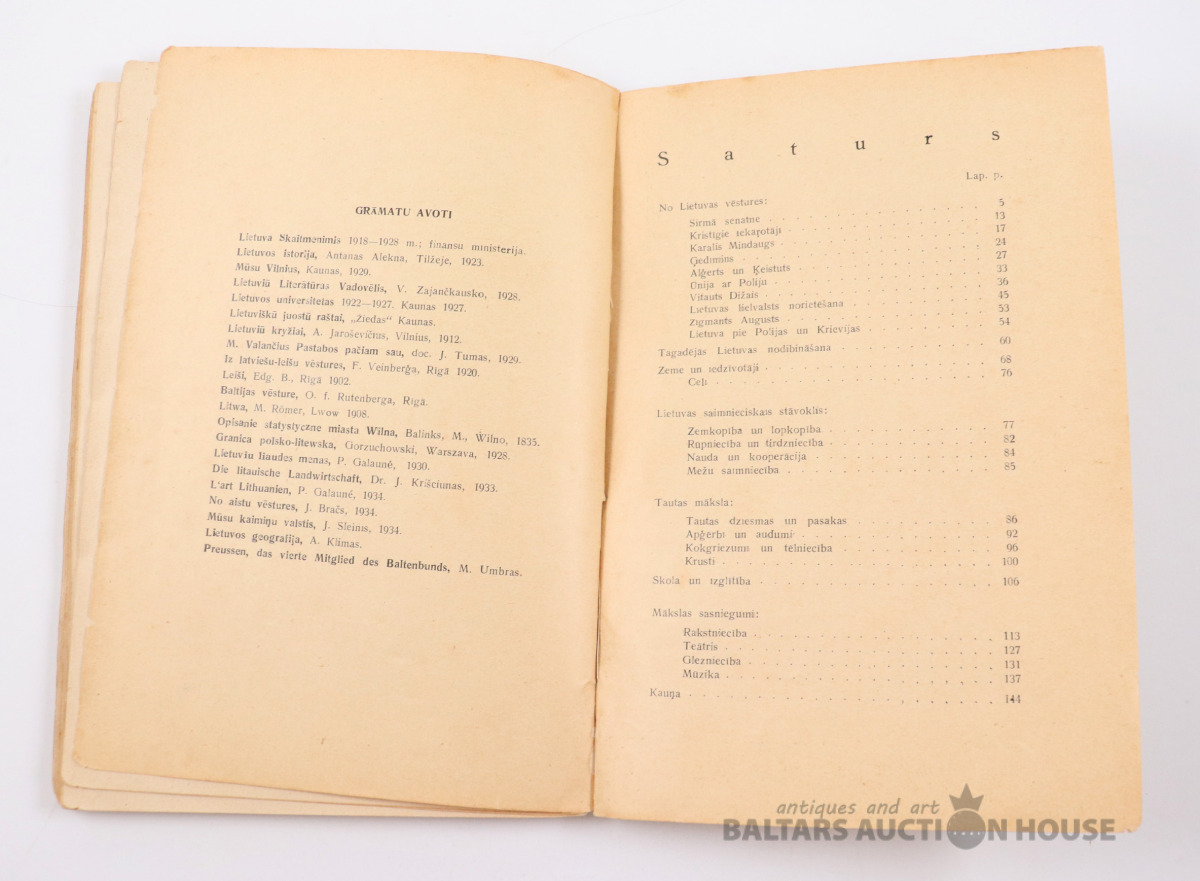 GRĀMATU AVOTI
Lietuva Skaitmenimis 1918—1928 m.; finansu ministerija.
Lietuvos istorija, Antanas Alekna, Tilžeje, 1923.
Mūsu Vilnius, Kaunas, 1929.
Lietuviū Literātūras Vadovēlis, V. Zajančkausko, 1928.
Lietuvos universitetas 1922—1927. Kaunas 1927.
Lietuviškū juostū raštai, „Ziedas“ Kaunas.
Lietuviū kryžiai, A. Jaroševičius, Vilnius, 1912.
M. Valančius Pastabos pačiam sau, doc. J. Tumas, 1929.
Iz latviešu-leišu vēstures, F. Veinberģa, Rīgā 1920.
Leiši, Edg. B., Rīgā 1902.
Baltijas vēsture, O. f. Rutenberga, Rīgā.
Litwa, M. Römer, Lwow 1908.
Opisanie statystyczne miasta Wilna, Balinks, M., Wilno, 1835.
Granica polsko-litewska, Gorzuchowski, Warszava, 1928.
Lietuvìu liaudes menas, P. Galaunē, 1930.
Die litauische Landwirtschaft, Dr. J. Krišciunas, 1933.
L'art Lithuanien, P. Galaunē, 1934.
No aistu vēstures, J. Bračs, 1934.
Mūsu kaimiņu valstis, J. Sleinis, 1934.
Lietuvos geografija, A. Klimas.
Preussen, das vierte Mitglied des Baltenbunds, M. Umbras.
Saturs
Lap. p.
No Lietuvas vēstures: 5
Sirmā senatne 13
Kristīgie iekaŗotāji 17
Karalis Mindaugs 24
Ģedimins 27
Alģerts un Ķeistuts 33
Ūnija ar Poliju 36
Vitauts Dižais 45
Lietuvas lielvalsts norietēšana 53
Zigmants Augusts 54
Lietuva pie Polijas un Krievijas
Tagadējās Lietuvas nodibināšana 60
Zeme un iedzīvotāji 68
Ceļi 76
Lietuvas saimnieciskais stāvoklis:
Zemkopība un lopkopība 77
Rūpniecība un tirdzniecība 82
Nauda un kooperācija 84
Mežu saimniecība 85
Tautas māksla:
Tautas dziesmas un pasakas 86
Apģērbi un audumi 92
Kokgriezumi un tēlniecība 96
Krusti 100
Skola un izglītība 106
Mākslas sasniegumi:
Rakstniecība 113
Teātris 127
Glezniecība 131
Mūzika 137
Kauņa 144
antiques and art
BALTARS AUCTION HOUSE